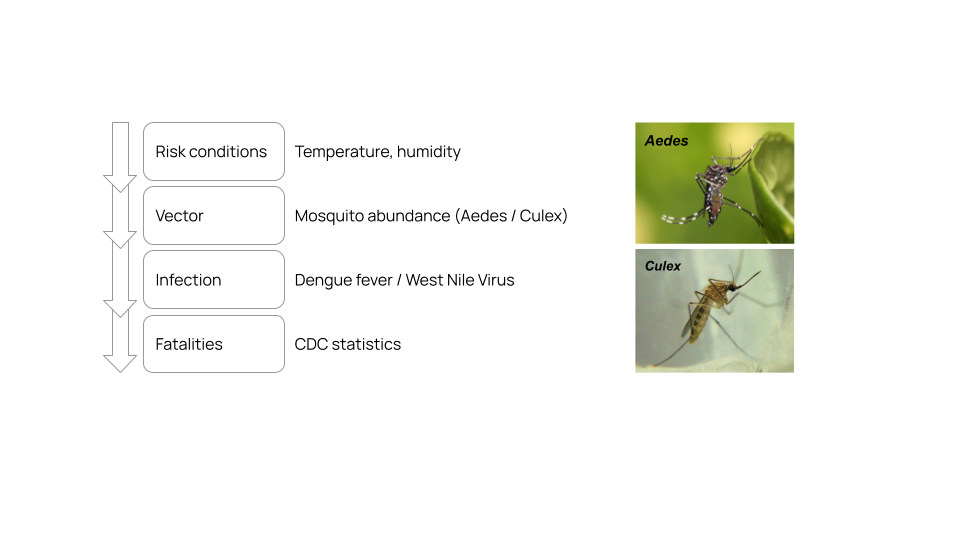 Risk conditions
Temperature, humidity
Vector
Mosquito abundance (Aedes / Culex)
Infection
Dengue fever / West Nile Virus
Fatalities
CDC statistics
Aedes
Culex